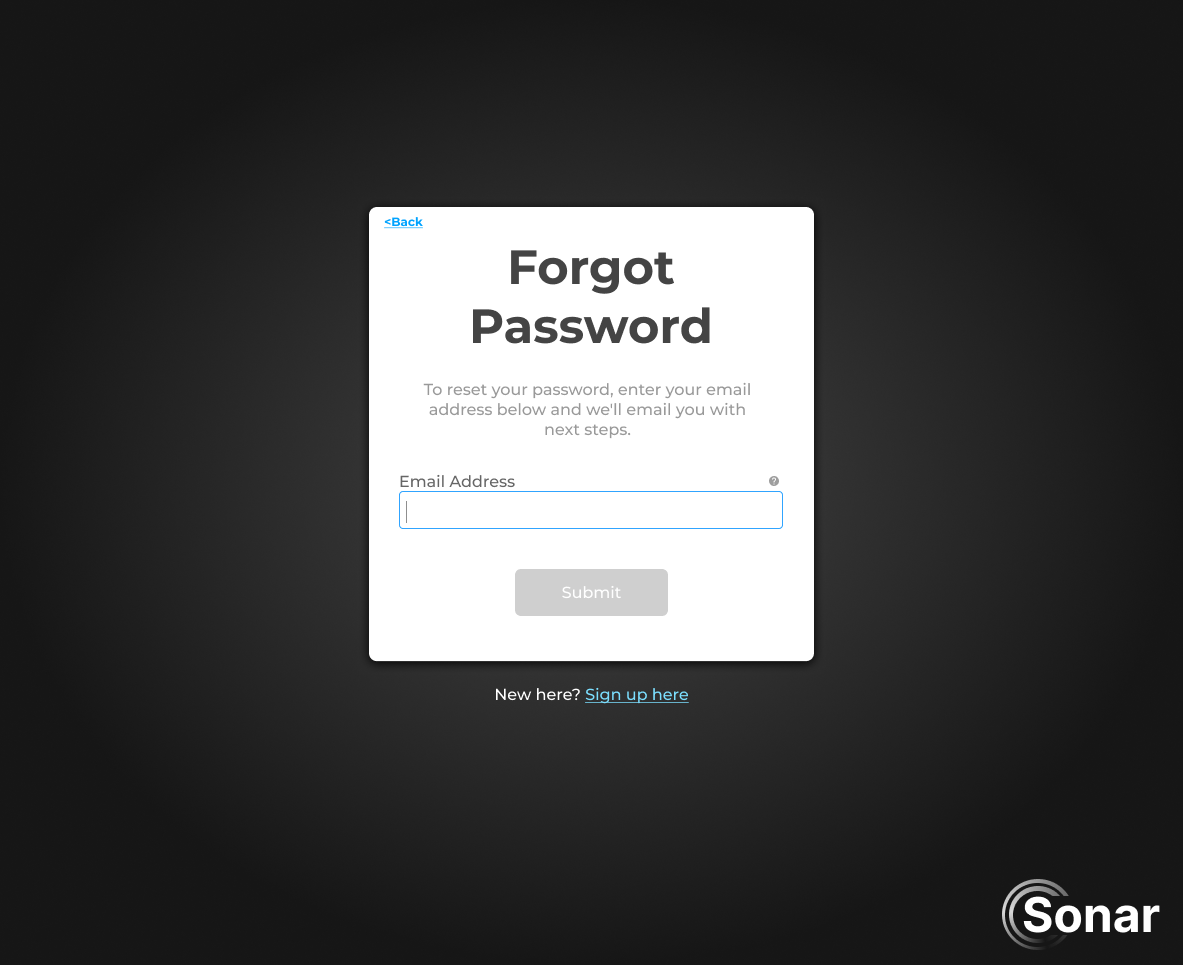 <Back
Forgot
Password
To reset your password, enter your email
address below and we'll email you with
next steps.
Email Address ?
Submit
New here? Sign up here
Sonar